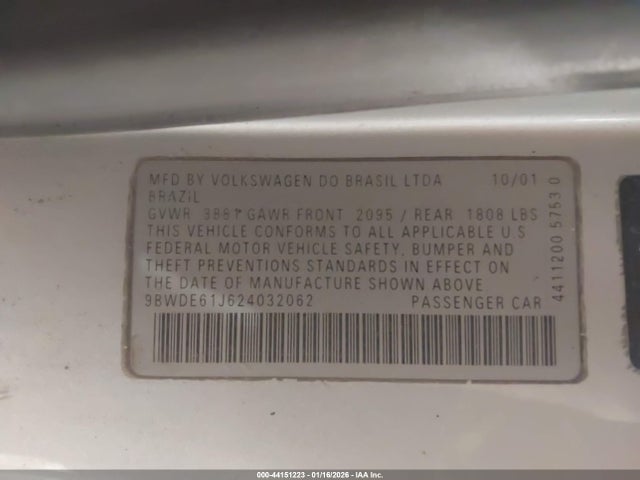 MFD BY VOLKSWAGEN DO BRASIL LTDA 10/01
BRAZIL
GVWR 3881 GAWR FRONT 2095 / REAR 1808 LBS
THIS VEHICLE CONFORMS TO ALL APPLICABLE U.S
FEDERAL MOTOR VEHICLE SAFETY, BUMPER AND
THEFT PREVENTIONS STANDARDS IN EFFECT ON
THE DATE OF MANUFACTURE SHOWN ABOVE
9BWDE61J624032062 PASSENGER CAR
4411200 5753 0
000-44151223 - 01/16/2026 - IAA Inc.